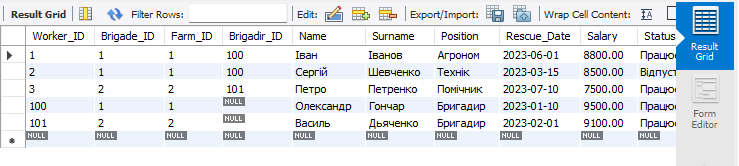 Result Grid Filter Rows: Edit: Export/Import: Wrap Cell Content: IA
Worker_ID Brigade_ID Farm_ID Brigadir_ID Name Surname Position Rescue_Date Salary Status
1 1 1 100 Іван Іванов Агроном 2023-06-01 8800.00 Працює
2 1 1 100 Сергій Шевченко Технік 2023-03-15 8500.00 Відпуст
3 2 2 101 Петро Петренко Помічник 2023-07-10 7500.00 Працює
100 1 1 NULL Олександр Гончар Бригадир 2023-01-10 9500.00 Працює
101 2 2 NULL Василь Дьяченко Бригадир 2023-02-01 9100.00 Працює
NULL NULL NULL NULL NULL NULL NULL NULL NULL NULL
Result
Grid
Form
Editor